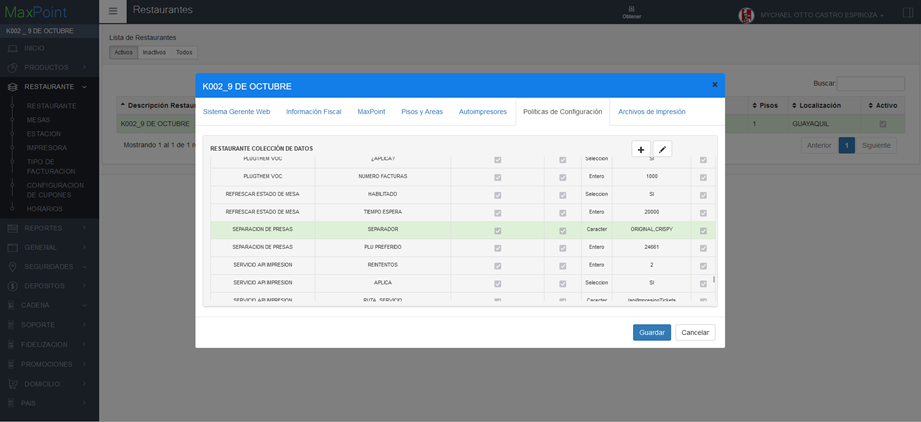 MaxPoint
Restaurantes
Obtener
MYCHAEL OTTO CASTRO ESPINOZA
K002 _ 9 DE OCTUBRE
INICIO
PRODUCTOS
RESTAURANTE
RESTAURANTE
MESAS
ESTACION
IMPRESORA
TIPO DE
FACTURACIÓN
CONFIGURACION
DE CUPONES
HORARIOS
REPORTES
GENERAL
SEGURIDADES
DEPOSITOS
CADENA
SOPORTE
FIDELIZACION
PROMOCIONES
DOMICILIO
PAIS
Lista de Restaurantes
Activos Inactivos Todos
Buscar:
Descripción Restau
Pisos Localización Activo
K002_9 DE OCTUBRE
1 GUAYAQUIL
Mostrando 1 al 1 de 1 r
Anterior 1 Siguiente
K002_9 DE OCTUBRE ×
Sistema Gerente Web Información Fiscal MaxPoint Pisos y Areas Autoimpresores Políticas de Configuración Archivos de Impresión
RESTAURANTE COLECCIÓN DE DATOS
PLUGTHEM VOC ¿APLICA? Seleccion SI
PLUGTHEM VOC NUMERO FACTURAS Entero 1000
REFRESCAR ESTADO DE MESA HABILITADO Seleccion SI
REFRESCAR ESTADO DE MESA TIEMPO ESPERA Entero 20000
SEPARACION DE PRESAS SEPARADOR Caracter ORIGINAL,CRISPY
SEPARACION DE PRESAS PLU PREFERIDO Entero 24661
SERVICIO API IMPRESION REINTENTOS Entero 2
SERVICIO API IMPRESION APLICA Seleccion SI
SERVICIO API IMPRESION RUTA_SERVICIO Caracter
Guardar Cancelar